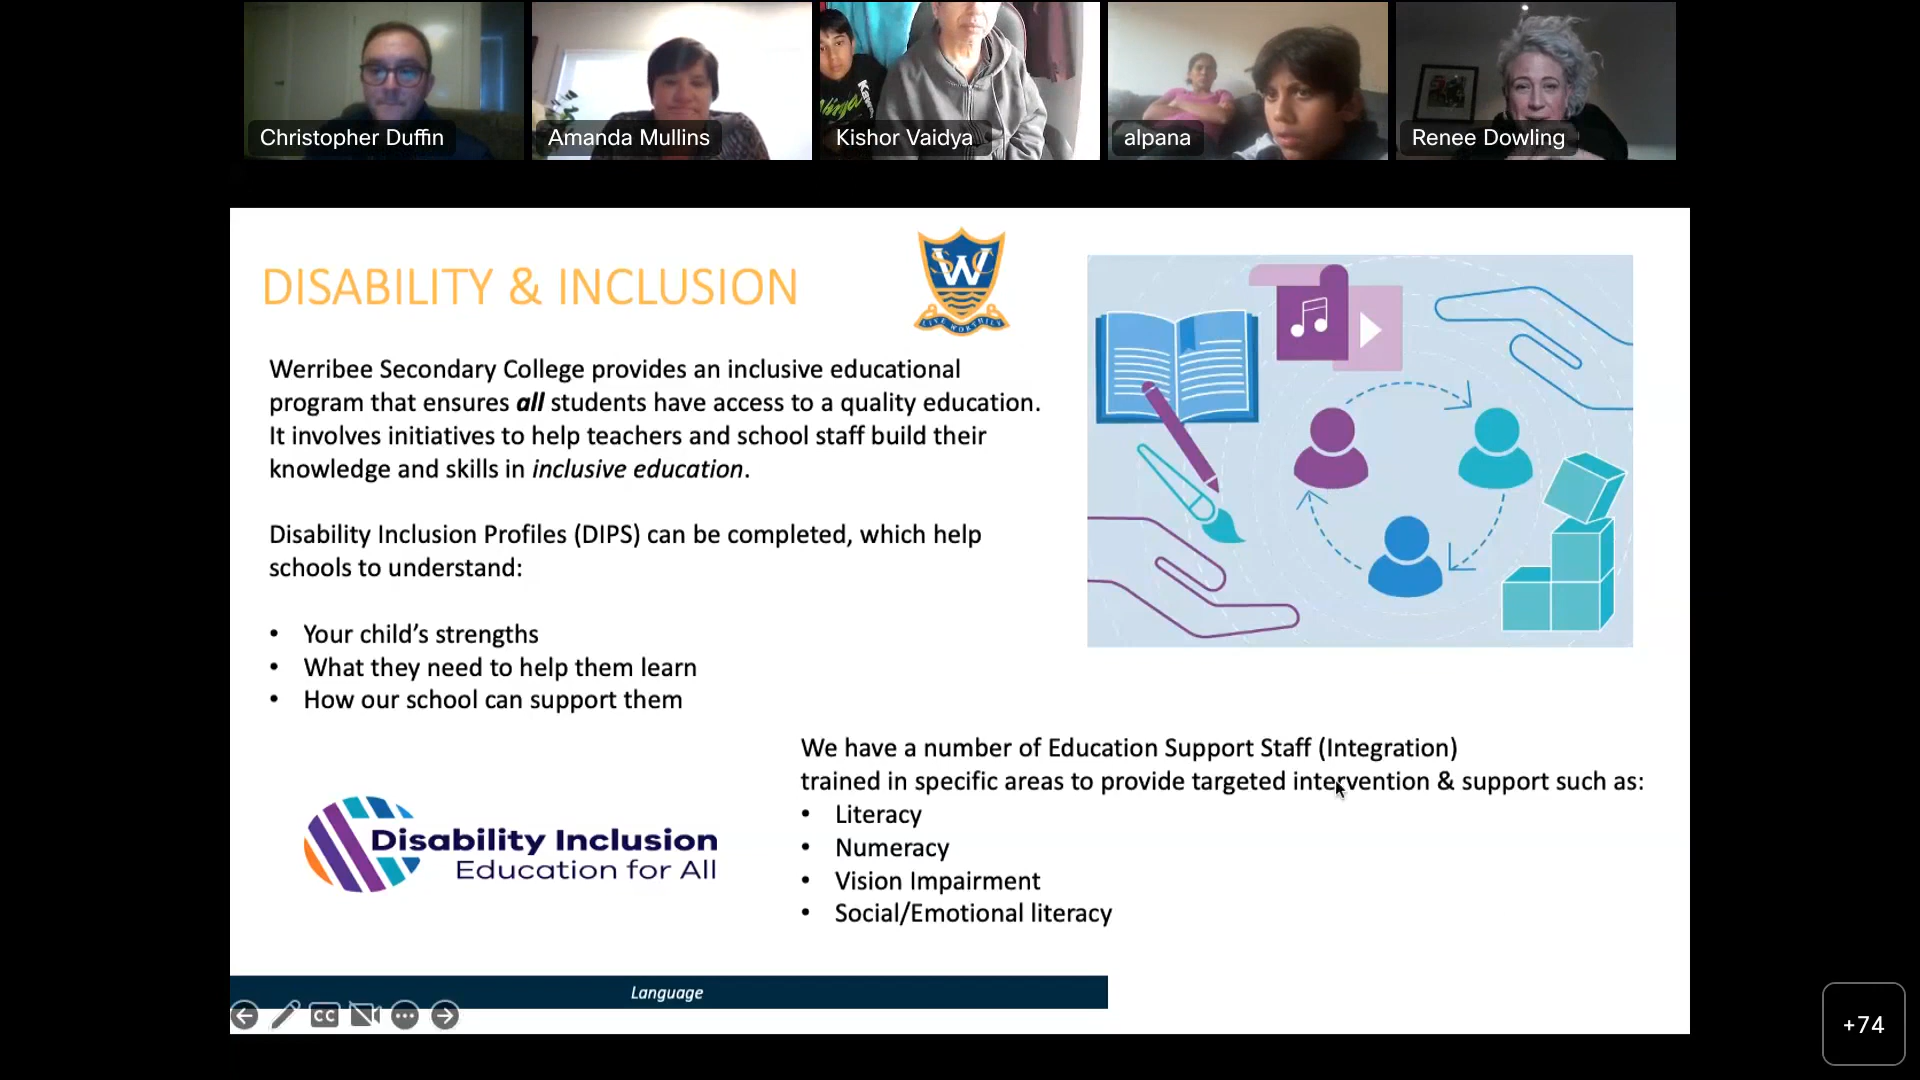 Christopher Duffin
Amanda Mullins
Kishor Vaidya
alpana
Renee Dowling
DISABILITY & INCLUSION
W
LIVE WORTHILY
Werribee Secondary College provides an inclusive educational
program that ensures all students have access to a quality education.
It involves initiatives to help teachers and school staff build their
knowledge and skills in inclusive education.
Disability Inclusion Profiles (DIPS) can be completed, which help
schools to understand:
• Your child’s strengths
• What they need to help them learn
• How our school can support them
We have a number of Education Support Staff (Integration)
trained in specific areas to provide targeted intervention & support such as:
• Literacy
• Numeracy
• Vision Impairment
• Social/Emotional literacy
Disability Inclusion
Education for All
Language
CC
+74